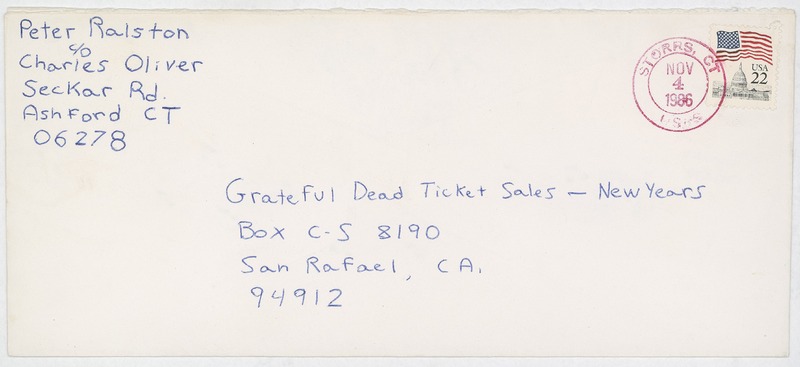 Peter Ralston
c/o
Charles Oliver
Seckar Rd.
Ashford CT
06278
STORRS, CT
NOV
4
1986
USPS
USA
22
Grateful Dead Ticket Sales — New Years
Box C-S 8190
San Rafael, CA.
94912